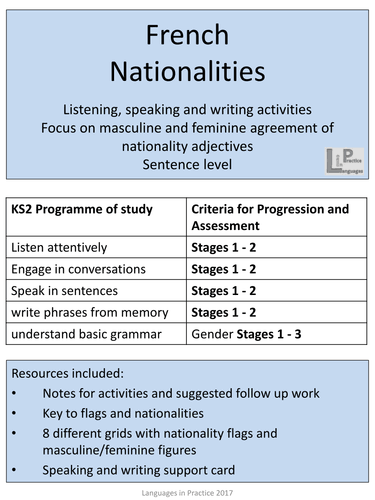 French
Nationalities
Listening, speaking and writing activities
Focus on masculine and feminine agreement of
nationality adjectives
Sentence level
Languages in Practice
KS2 Programme of study
Criteria for Progression and
Assessment
Listen attentively
Stages 1 - 2
Engage in conversations
Stages 1 - 2
Speak in sentences
Stages 1 - 2
write phrases from memory
Stages 1 - 2
understand basic grammar
Gender Stages 1 - 3
Resources included:
• Notes for activities and suggested follow up work
• Key to flags and nationalities
• 8 different grids with nationality flags and
masculine/feminine figures
• Speaking and writing support card
Languages in Practice 2017